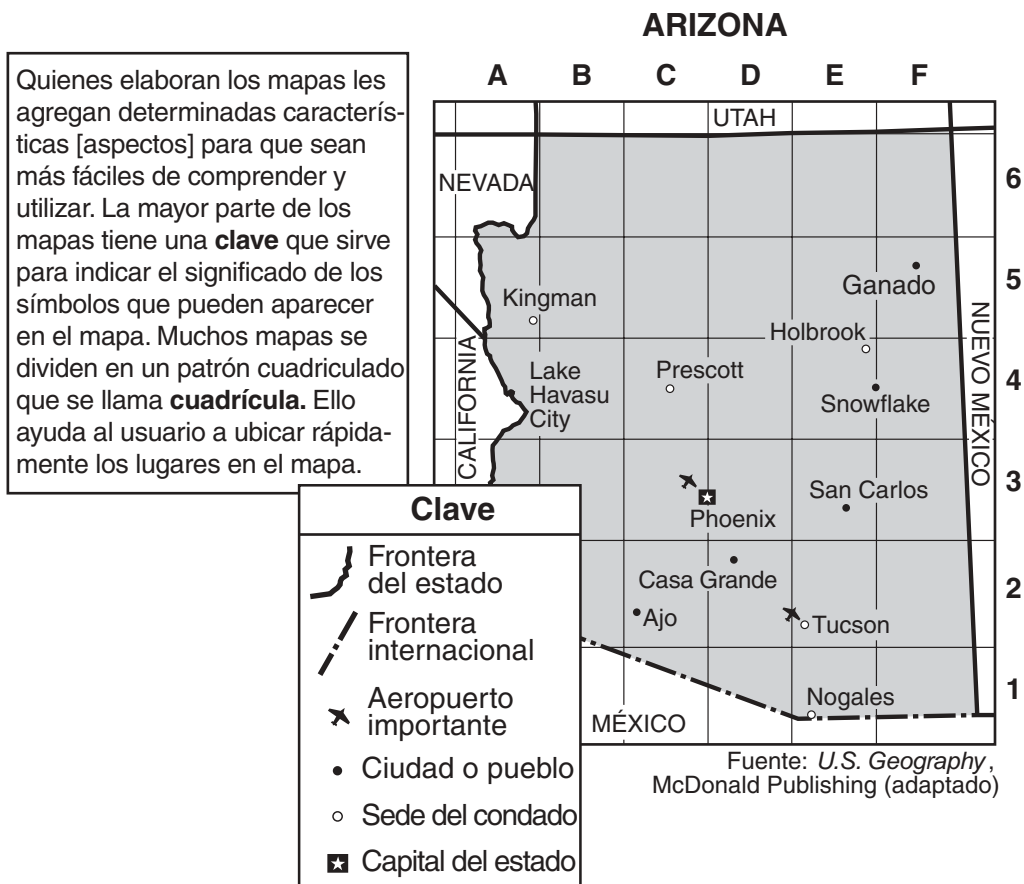 ARIZONA
Quienes elaboran los mapas les
agregan determinadas caracterís-
ticas [aspectos] para que sean
más fáciles de comprender y
utilizar. La mayor parte de los
mapas tiene una clave que sirve
para indicar el significado de los
símbolos que pueden aparecer
en el mapa. Muchos mapas se
dividen en un patrón cuadriculado
que se llama cuadrícula. Ello
ayuda al usuario a ubicar rápida-
mente los lugares en el mapa.
A B C D E F
UTAH
NEVADA
6
Ganado
5
Kingman
Holbrook
CALIFORNIA
NUEVO MÉXICO
Lake
Havasu
City
Prescott
4
Snowflake
San Carlos
3
Phoenix
Casa Grande
2
Ajo
Tucson
Nogales
1
MÉXICO
Clave
Frontera
del estado
Frontera
internacional
Aeropuerto
importante
Ciudad o pueblo
Sede del condado
Capital del estado
Fuente: U.S. Geography,
McDonald Publishing (adaptado)